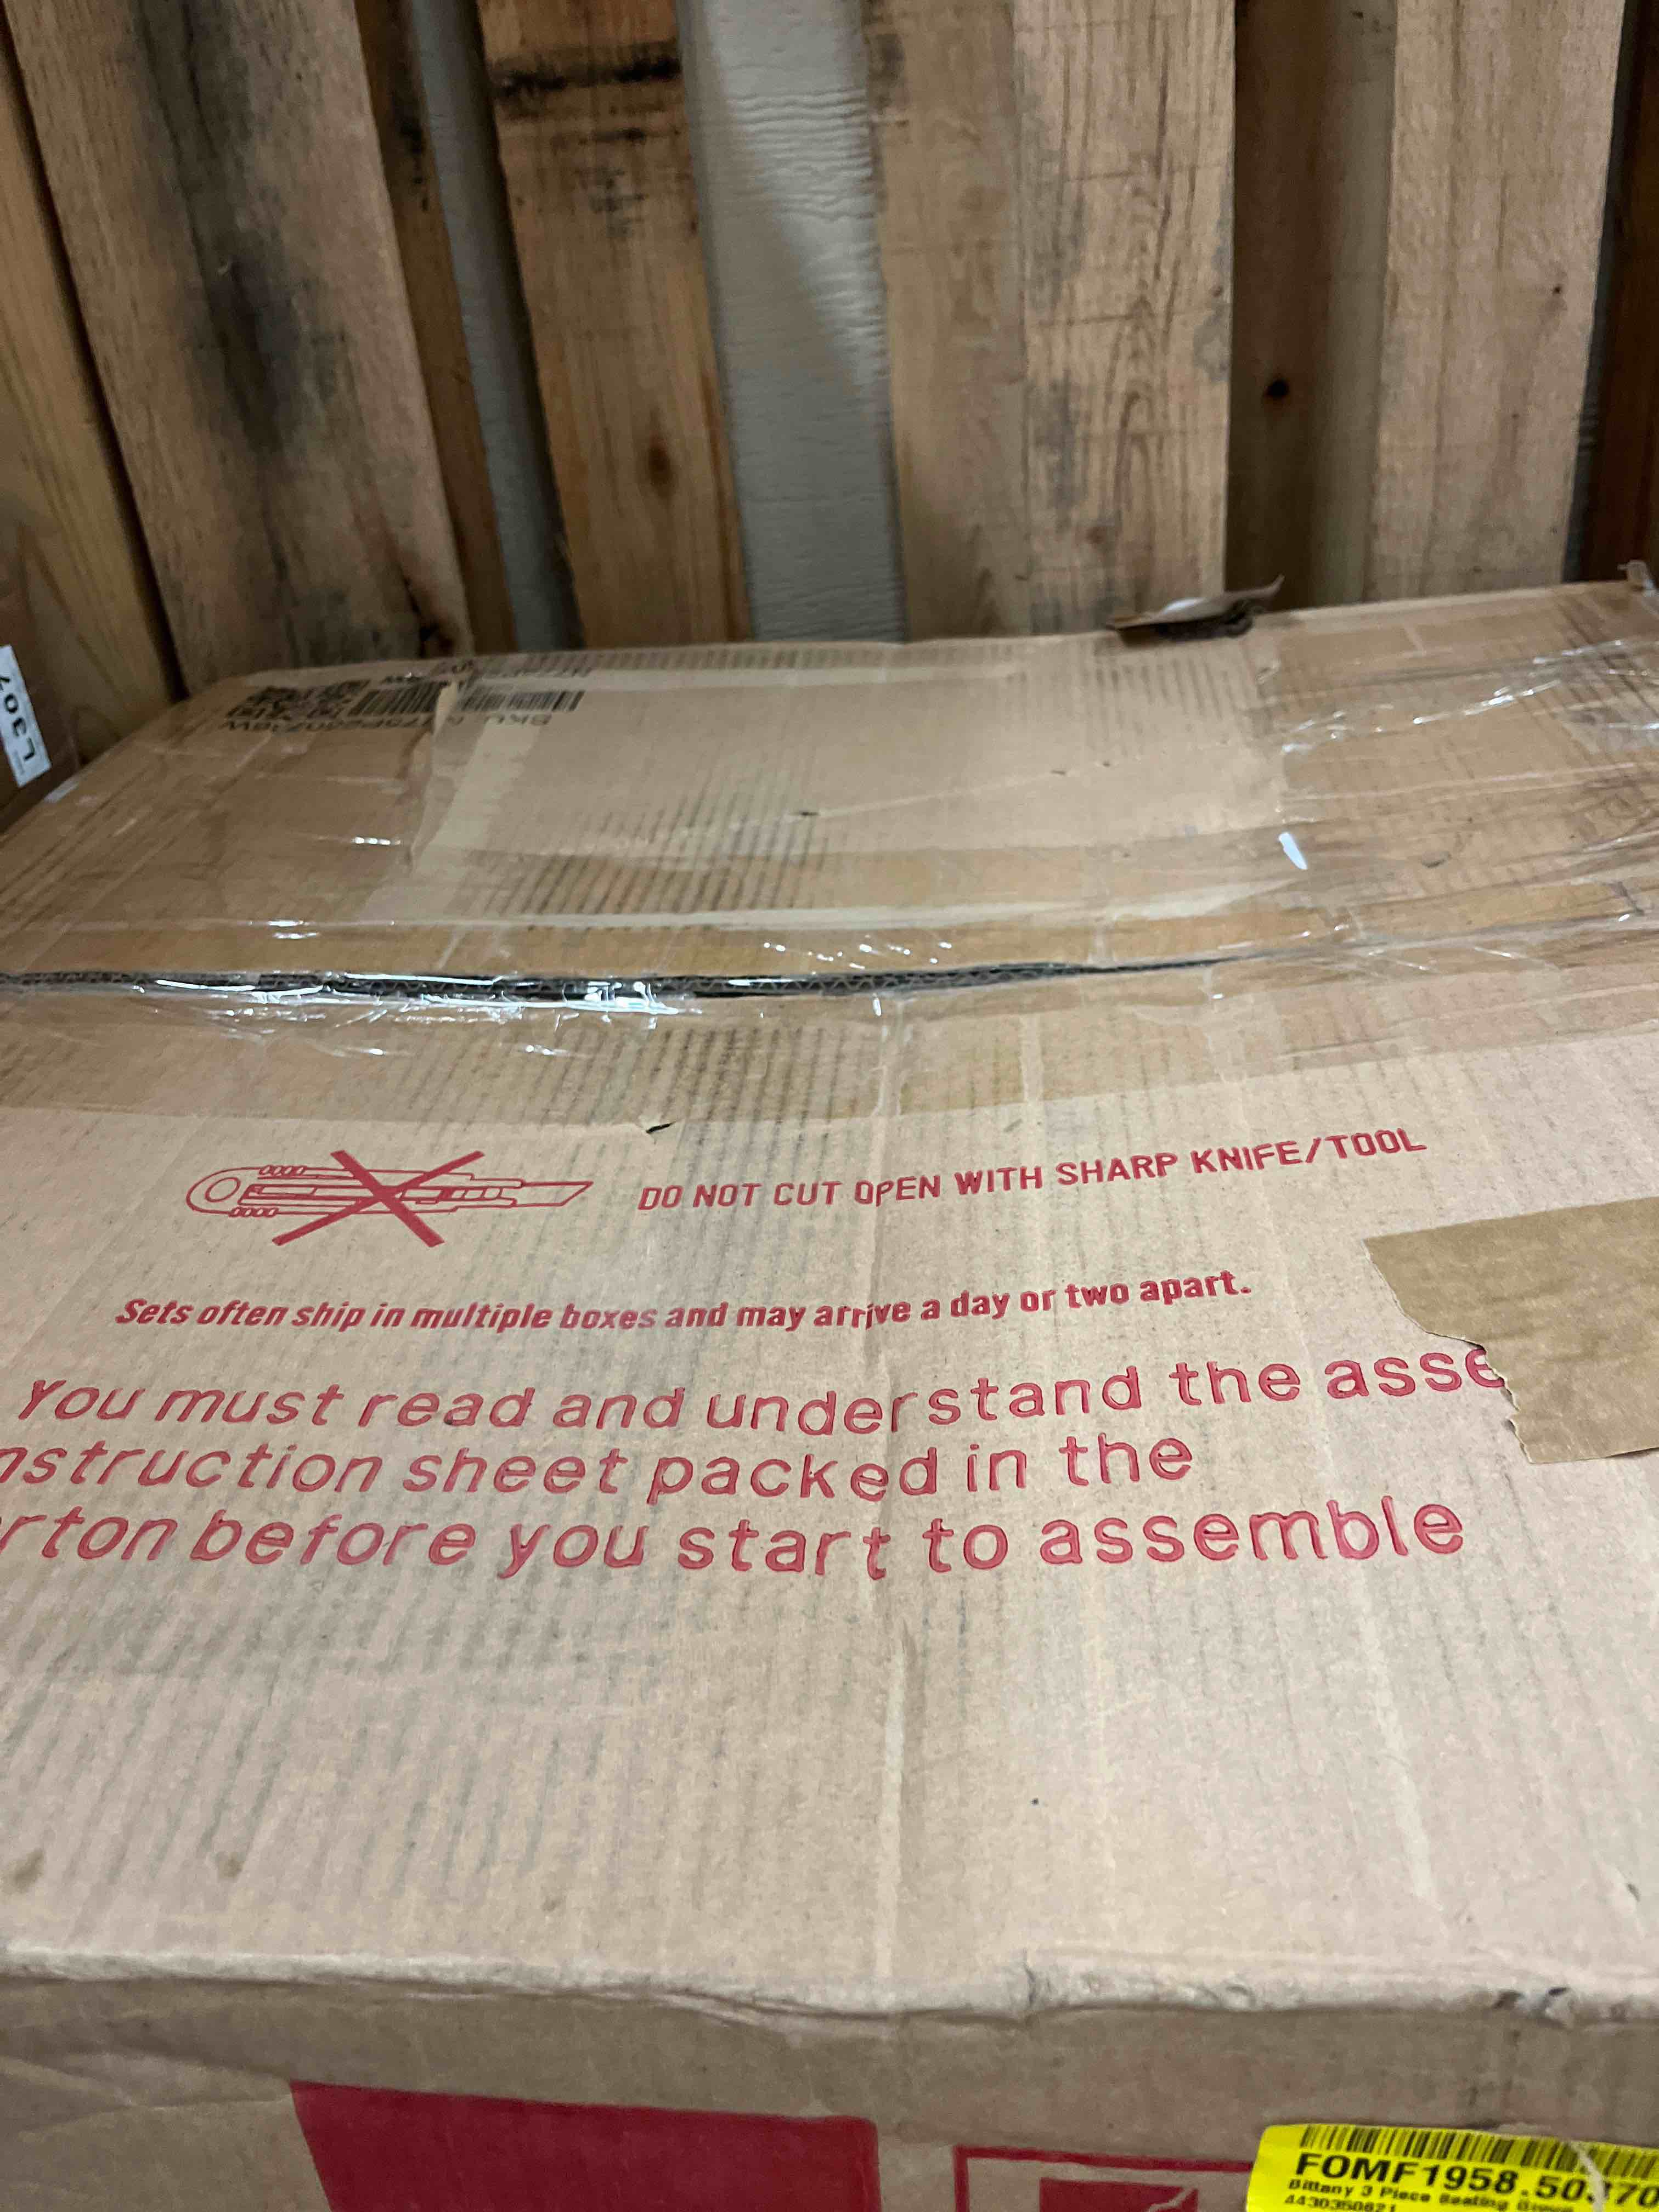 L307
DO NOT CUT OPEN WITH SHARP KNIFE/TOOL
Sets often ship in multiple boxes and may arrive a day or two apart.
You must read and understand the asse
nstruction sheet packed in the
rton before you start to assemble
FOMF1958.50
Bittany 3 Piece Seating
4430350621